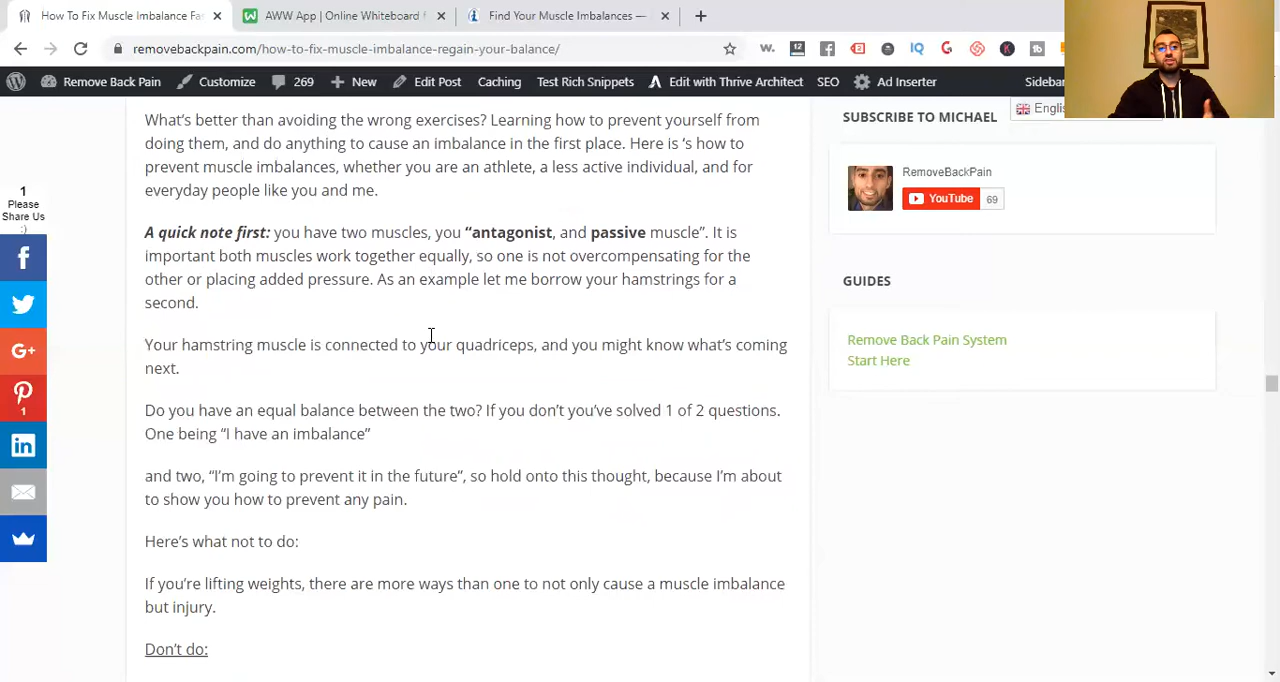 How To Fix Muscle Imbalance Fas
AWW App | Online Whiteboard f
Find Your Muscle Imbalances —
removebackpain.com/how-to-fix-muscle-imbalance-regain-your-balance/
w.
12
IQ
G
K
tb
Remove Back Pain
Customize
269
New
Edit Post
Caching
Test Rich Snippets
Edit with Thrive Architect
SEO
Ad Inserter
Sidebar
What's better than avoiding the wrong exercises? Learning how to prevent yourself from
doing them, and do anything to cause an imbalance in the first place. Here is 's how to
prevent muscle imbalances, whether you are an athlete, a less active individual, and for
everyday people like you and me.
A quick note first: you have two muscles, you “antagonist, and passive muscle”. It is
important both muscles work together equally, so one is not overcompensating for the
other or placing added pressure. As an example let me borrow your hamstrings for a
second.
Your hamstring muscle is connected to your quadriceps, and you might know what's coming
next.
Do you have an equal balance between the two? If you don't you've solved 1 of 2 questions.
One being “I have an imbalance”
and two, “I'm going to prevent it in the future”, so hold onto this thought, because I'm about
to show you how to prevent any pain.
Here's what not to do:
If you're lifting weights, there are more ways than one to not only cause a muscle imbalance
but injury.
Don't do:
1
Please
Share Us
:)
G+
1
in
SUBSCRIBE TO MICHAEL
Engli
RemoveBackPain
YouTube
69
GUIDES
Remove Back Pain System
Start Here